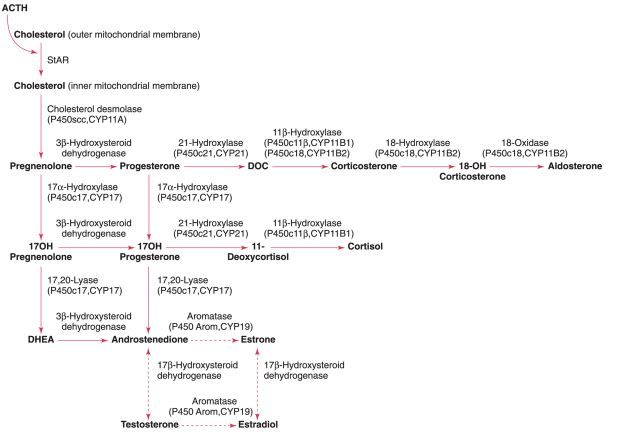 ACTH
Cholesterol (outer mitochondrial membrane)
StAR
Cholesterol (inner mitochondrial membrane)
Cholesterol desmolase
(P450scc,CYP11A)
3β-Hydroxysteroid
dehydrogenase
21-Hydroxylase
(P450c21,CYP21)
11β-Hydroxylase
(P450c11β,CYP11B1)
(P450c18,CYP11B2)
18-Hydroxylase
(P450c18,CYP11B2)
18-Oxidase
(P450c18,CYP11B2)
Pregnenolone
Progesterone
DOC
Corticosterone
18-OH
Corticosterone
Aldosterone
17α-Hydroxylase
(P450c17,CYP17)
17α-Hydroxylase
(P450c17,CYP17)
3β-Hydroxysteroid
dehydrogenase
21-Hydroxylase
(P450c21,CYP21)
11β-Hydroxylase
(P450c11β,CYP11B1)
17OH
Pregnenolone
17OH
Progesterone
11-
Deoxycortisol
Cortisol
17,20-Lyase
(P450c17,CYP17)
17,20-Lyase
(P450c17,CYP17)
3β-Hydroxysteroid
dehydrogenase
Aromatase
(P450 Arom,CYP19)
DHEA
Androstenedione
Estrone
17β-Hydroxysteroid
dehydrogenase
17β-Hydroxysteroid
dehydrogenase
Aromatase
(P450 Arom,CYP19)
Testosterone
Estradiol